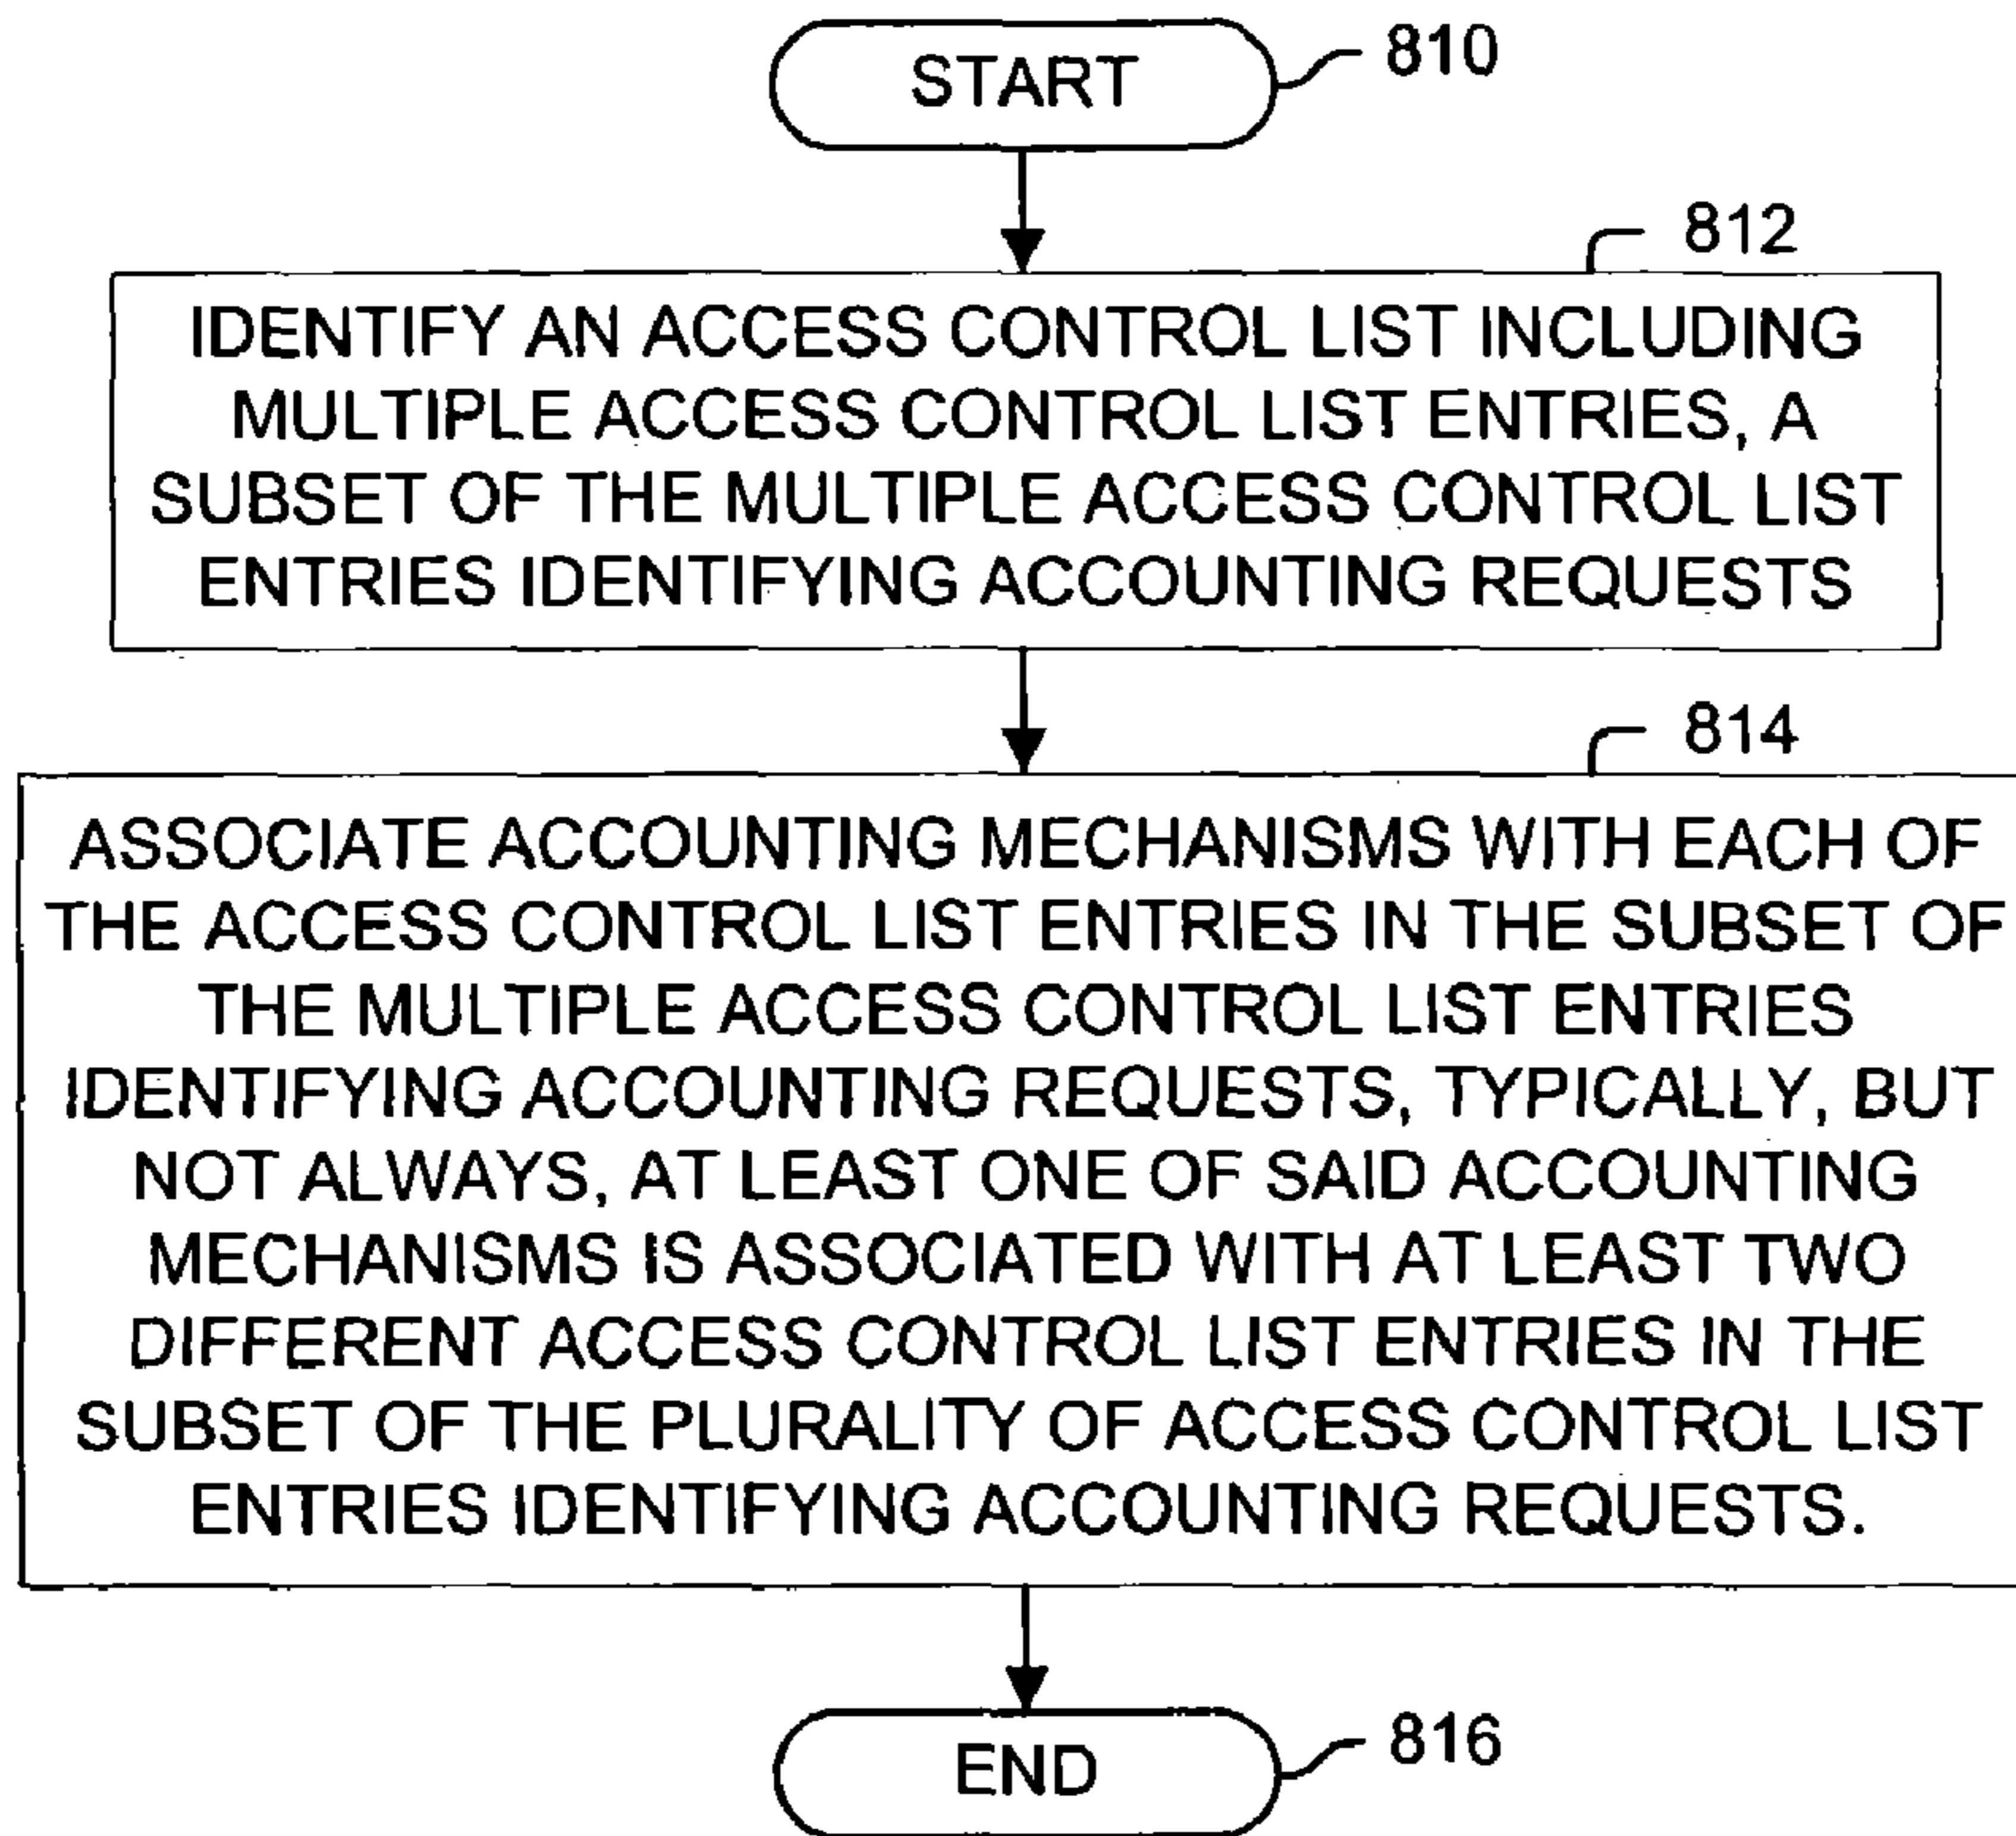 START
810
812
IDENTIFY AN ACCESS CONTROL LIST INCLUDING
MULTIPLE ACCESS CONTROL LIST ENTRIES, A
SUBSET OF THE MULTIPLE ACCESS CONTROL LIST
ENTRIES IDENTIFYING ACCOUNTING REQUESTS
814
ASSOCIATE ACCOUNTING MECHANISMS WITH EACH OF
THE ACCESS CONTROL LIST ENTRIES IN THE SUBSET OF
THE MULTIPLE ACCESS CONTROL LIST ENTRIES
IDENTIFYING ACCOUNTING REQUESTS, TYPICALLY, BUT
NOT ALWAYS, AT LEAST ONE OF SAID ACCOUNTING
MECHANISMS IS ASSOCIATED WITH AT LEAST TWO
DIFFERENT ACCESS CONTROL LIST ENTRIES IN THE
SUBSET OF THE PLURALITY OF ACCESS CONTROL LIST
ENTRIES IDENTIFYING ACCOUNTING REQUESTS.
END
816